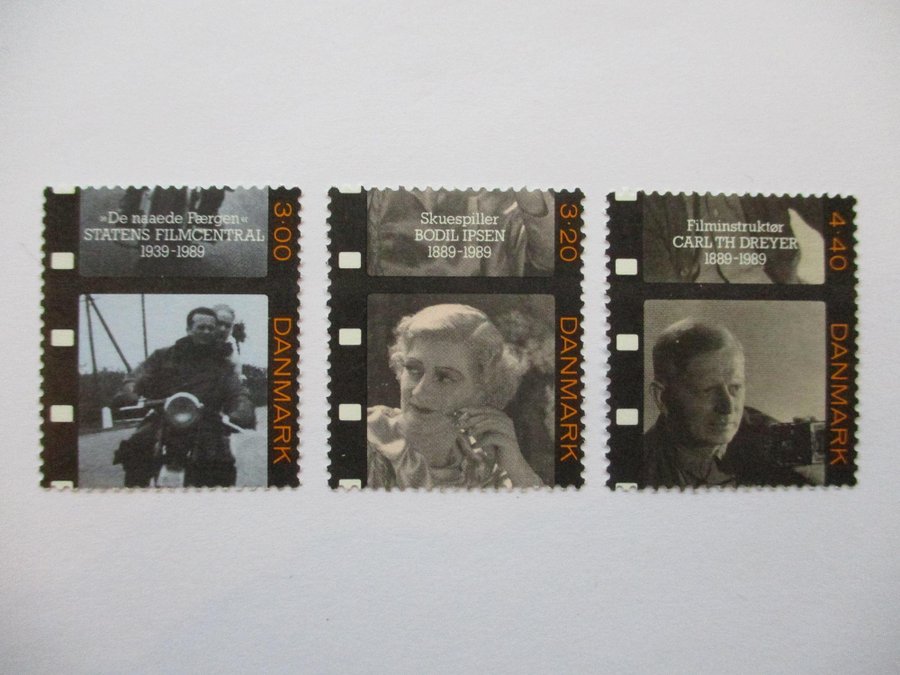 »De naaede Færgen«
STATENS FILMCENTRAL
1939-1989
3·00
DANMARK
Skuespiller
BODIL IPSEN
1889-1989
3·20
DANMARK
Filminstruktør
CARL TH DREYER
1889-1989
4·40
DANMARK